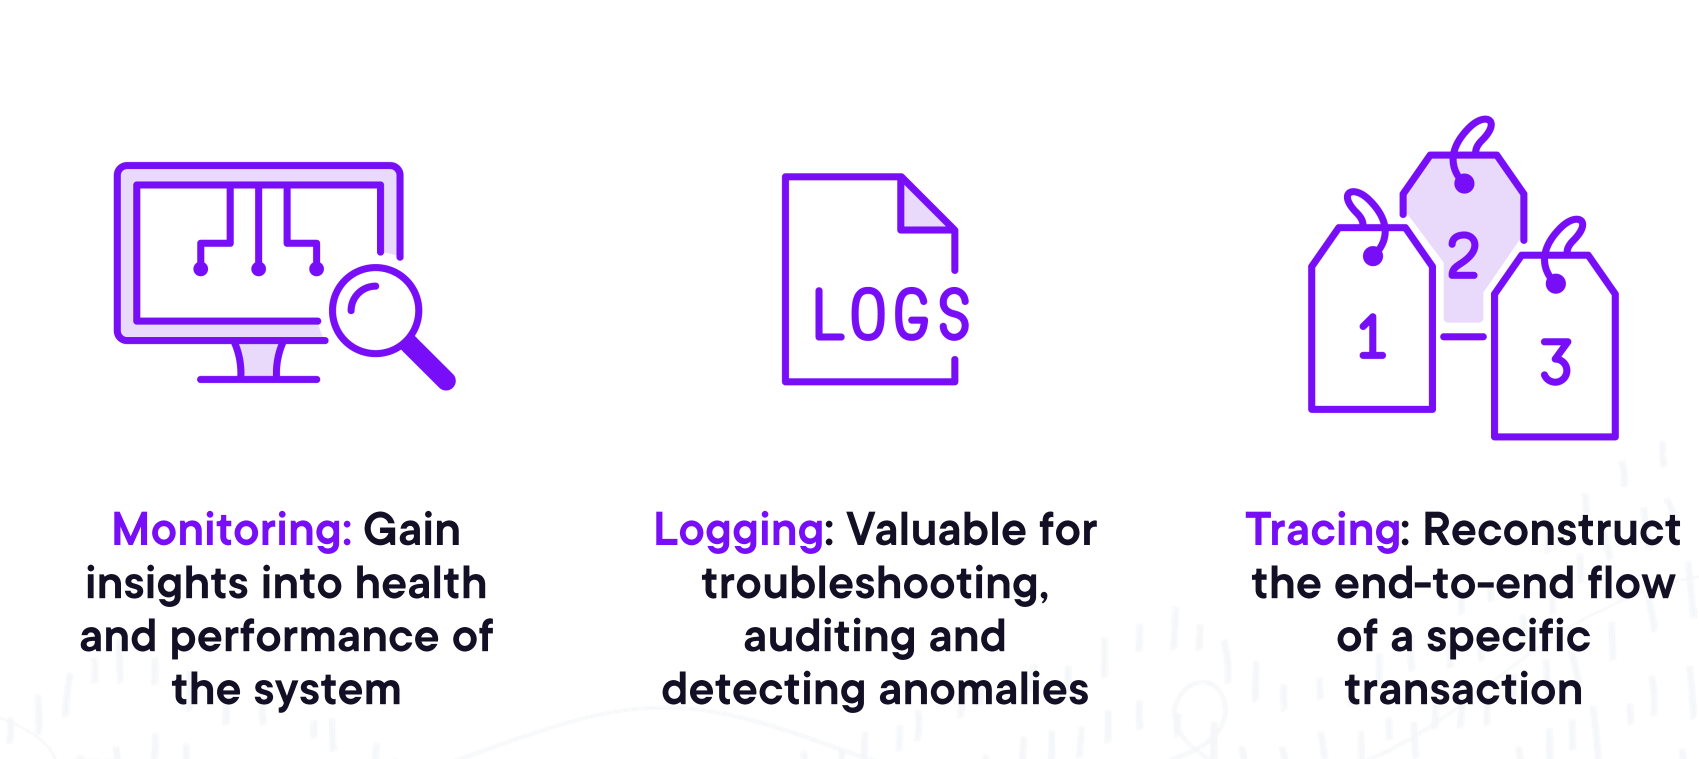 LOGS
1
2
3
Monitoring: Gain
insights into health
and performance of
the system
Logging: Valuable for
troubleshooting,
auditing and
detecting anomalies
Tracing: Reconstruct
the end-to-end flow
of a specific
transaction